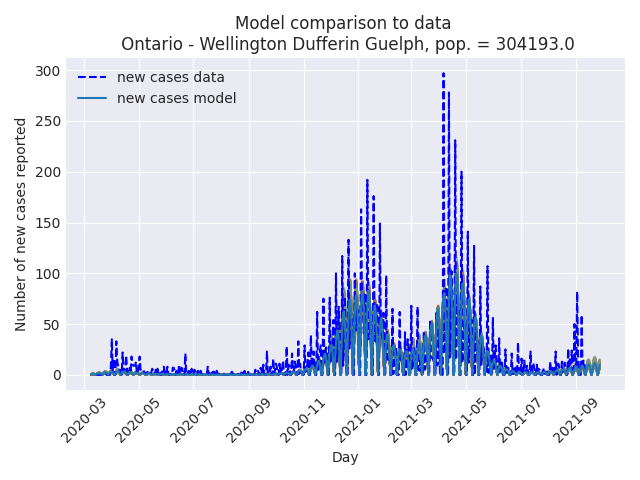 Model comparison to data
Ontario - Wellington Dufferin Guelph, pop. = 304193.0
new cases data
new cases model
Number of new cases reported
300
250
200
150
100
50
0
2020-03
2020-05
2020-07
2020-09
2020-11
2021-01
2021-03
2021-05
2021-07
2021-09
Day